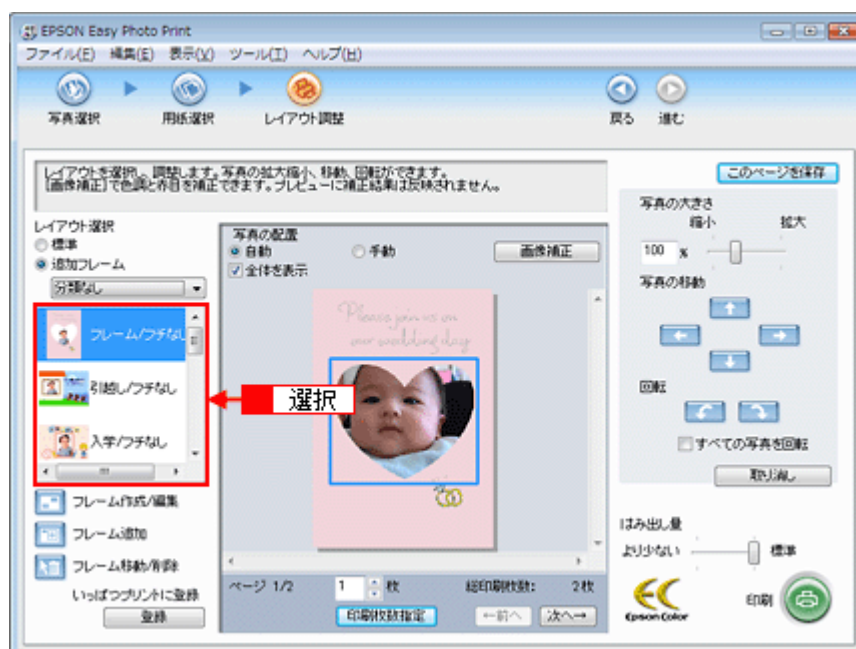 EPSON Easy Photo Print
ファイル(F) 編集(E) 表示(V) ツール(T) ヘルプ(H)
写真選択 用紙選択 レイアウト調整 戻る 進む
レイアウトを選択し、調整します。写真の拡大縮小、移動、回転ができます。
[画像補正]で色調と赤目を補正できます。プレビューに補正結果は反映されません。
このページを保存
レイアウト選択
標準
追加フレーム
分類なし
フレーム/フチなし
引越し/フチなし
入学/フチなし
フレーム作成/編集
フレーム追加
フレーム移動/削除
いっぱつプリントに登録
登録
写真の配置
自動 手動 画像補正
全体を表示
Please join us on
our wedding day
選択
ページ 1/2 1 枚 総印刷枚数: 2枚
印刷枚数指定 ←前へ 次へ→
写真の大きさ
縮小 拡大
100 %
写真の移動
回転
すべての写真を回転
取り消し
はみ出し量
より少ない 標準
Epson Color
印刷